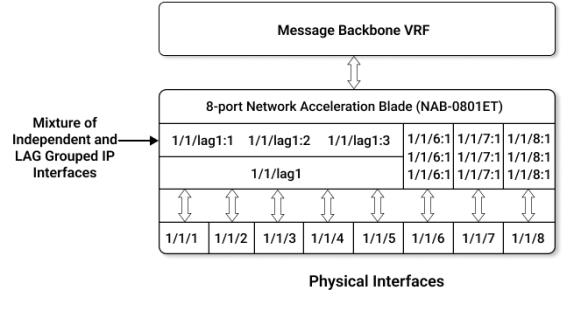 Message Backbone VRF
8-port Network Acceleration Blade (NAB-0801ET)
Mixture of
Independent and
LAG Grouped IP
Interfaces
1/1/lag1:1 1/1/lag1:2 1/1/lag1:3
1/1/lag1
1/1/6:1 1/1/7:1 1/1/8:1
1/1/6:1 1/1/7:1 1/1/8:1
1/1/6:1 1/1/7:1 1/1/8:1
1/1/1 1/1/2 1/1/3 1/1/4 1/1/5 1/1/6 1/1/7 1/1/8
Physical Interfaces